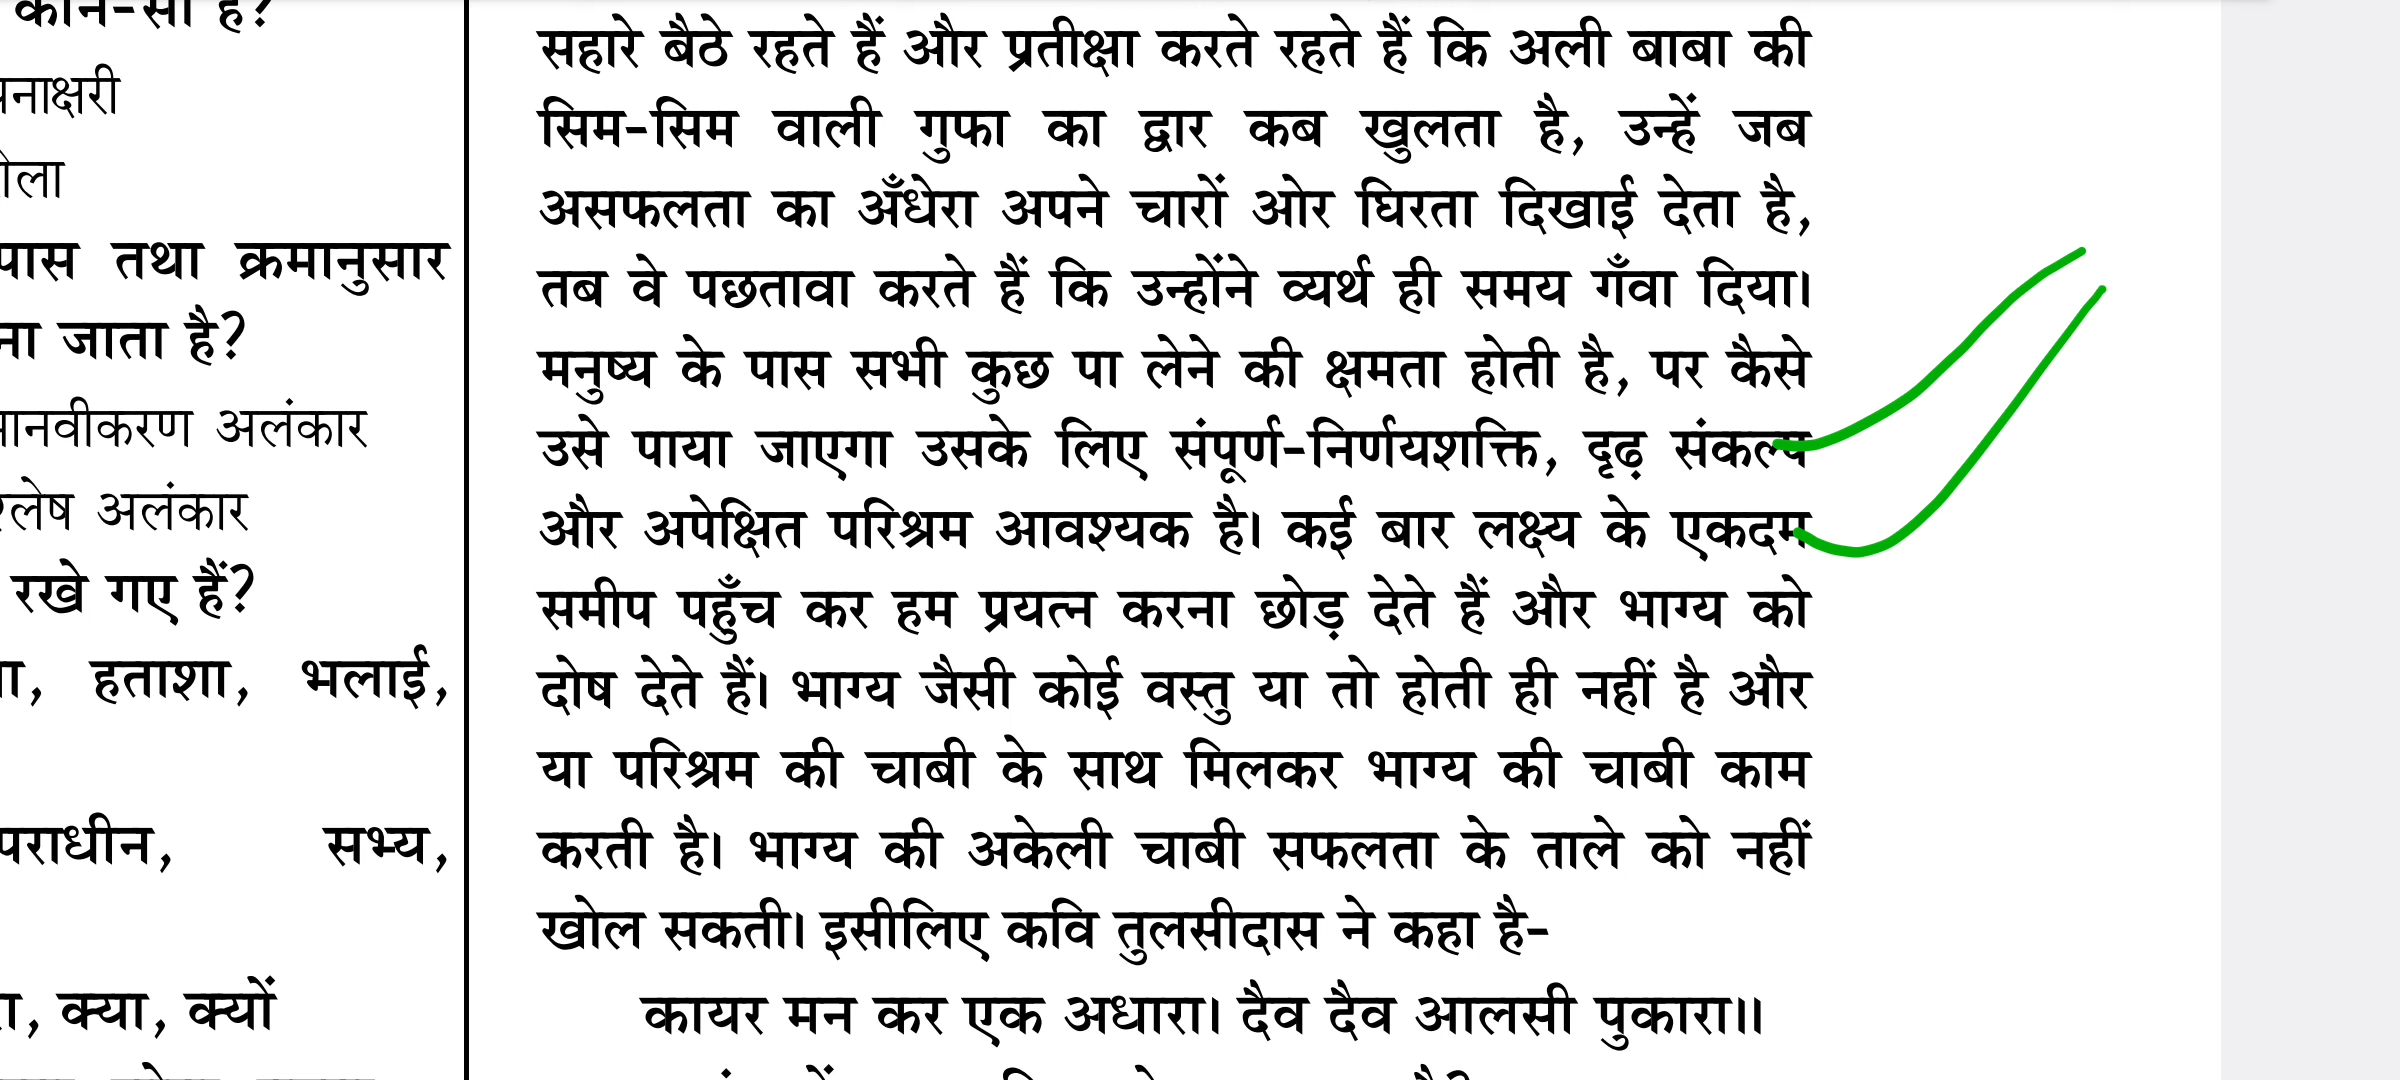 कौन-सा है?
घनाक्षरी
रोला
पास तथा क्रमानुसार
जाता है?
मानवीकरण अलंकार
श्लेष अलंकार
रखे गए हैं?
हताशा, भलाई,
पराधीन, सभ्य,
क्या, क्यों
सहारे बैठे रहते हैं और प्रतीक्षा करते रहते हैं कि अली बाबा की
सिम-सिम वाली गुफा का द्वार कब खुलता है, उन्हें जब
असफलता का अँधेरा अपने चारों ओर घिरता दिखाई देता है,
तब वे पछतावा करते हैं कि उन्होंने व्यर्थ ही समय गँवा दिया।
मनुष्य के पास सभी कुछ पा लेने की क्षमता होती है, पर कैसे
उसे पाया जाएगा उसके लिए संपूर्ण-निर्णयशक्ति, दृढ़ संकल्प
और अपेक्षित परिश्रम आवश्यक है। कई बार लक्ष्य के एकदम
समीप पहुँच कर हम प्रयत्न करना छोड़ देते हैं और भाग्य को
दोष देते हैं। भाग्य जैसी कोई वस्तु या तो होती ही नहीं है और
या परिश्रम की चाबी के साथ मिलकर भाग्य की चाबी काम
करती है। भाग्य की अकेली चाबी सफलता के ताले को नहीं
खोल सकती। इसीलिए कवि तुलसीदास ने कहा है-
कायर मन कर एक अधारा। दैव दैव आलसी पुकारा॥